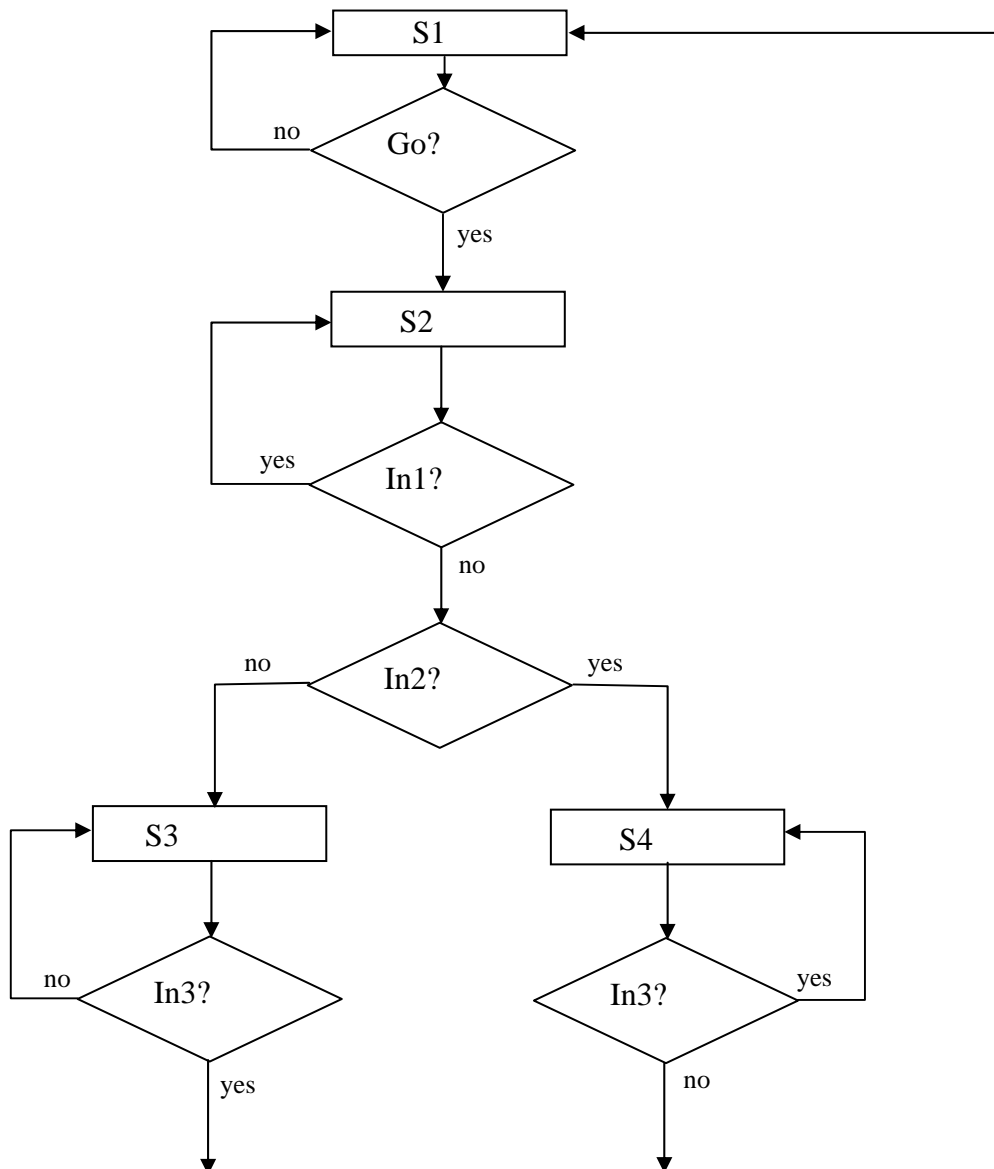 S1
no
Go?
yes
S2
yes
In1?
no
no
In2?
yes
S3
S4
no
In3?
In3?
yes
yes
no